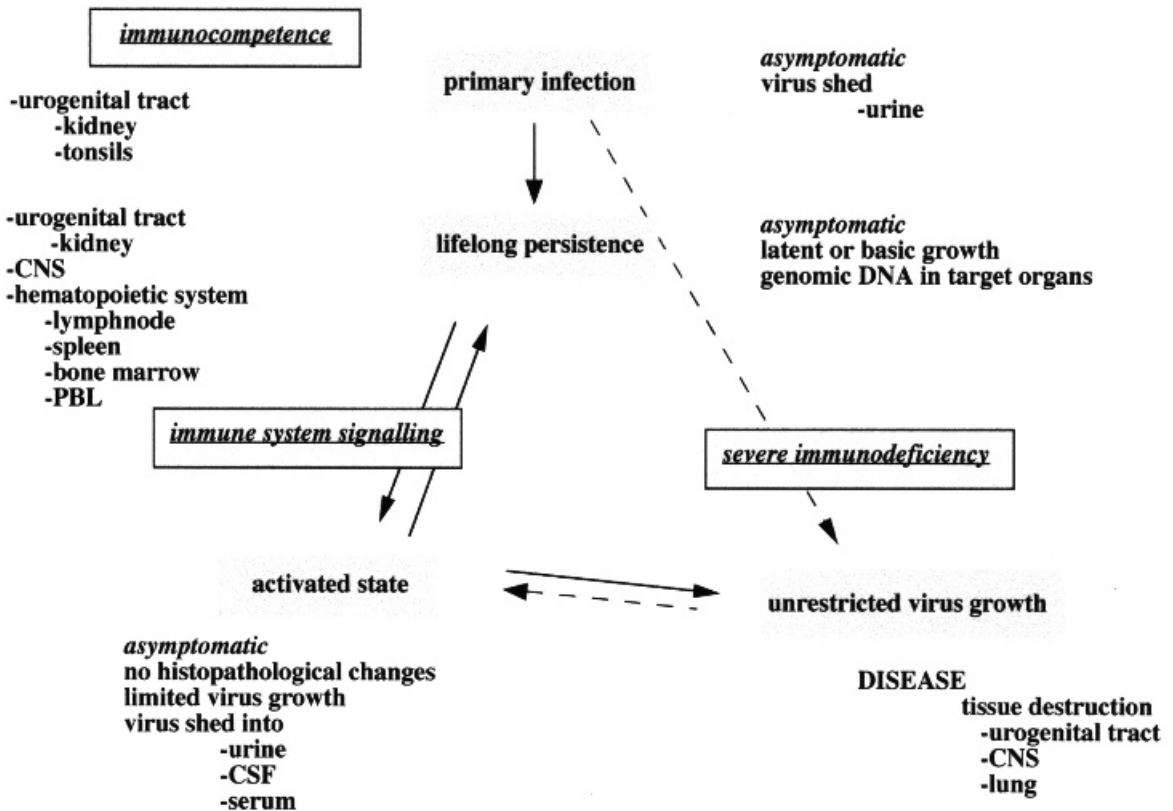 immunocompetence
primary infection
asymptomatic
virus shed
-urine
-urogenital tract
-kidney
-tonsils
-urogenital tract
-kidney
-CNS
-hematopoietic system
-lymphnode
-spleen
-bone marrow
-PBL
lifelong persistence
asymptomatic
latent or basic growth
genomic DNA in target organs
immune system signalling
severe immunodeficiency
activated state
unrestricted virus growth
asymptomatic
no histopathological changes
limited virus growth
virus shed into
-urine
-CSF
-serum
DISEASE
tissue destruction
-urogenital tract
-CNS
-lung